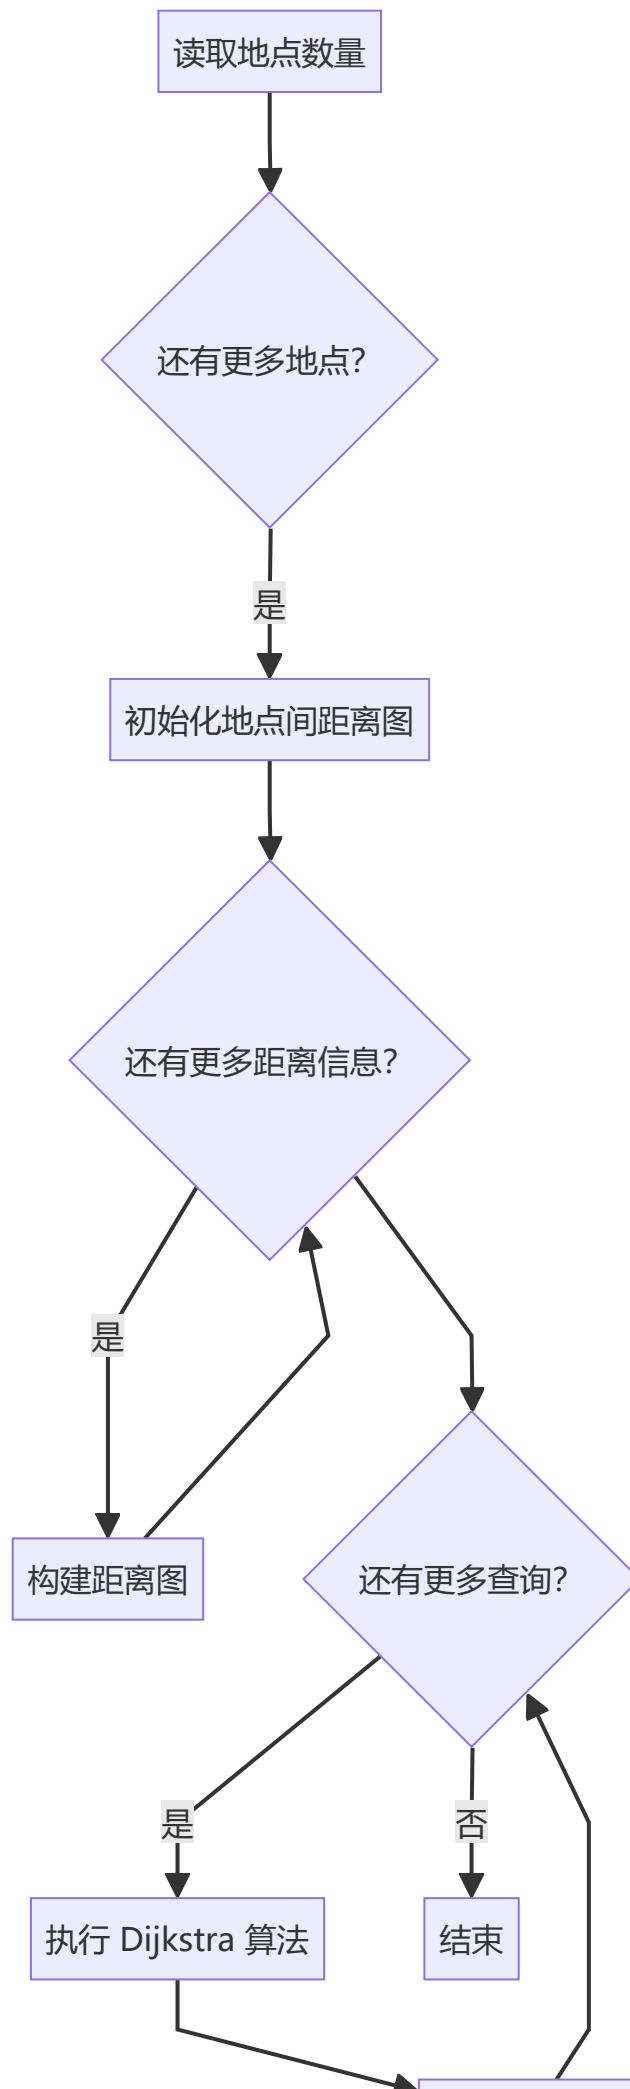 读取地点数量
还有更多地点?
是
初始化地点间距离图
还有更多距离信息?
是
构建距离图
还有更多查询?
是
否
执行 Dijkstra 算法
结束